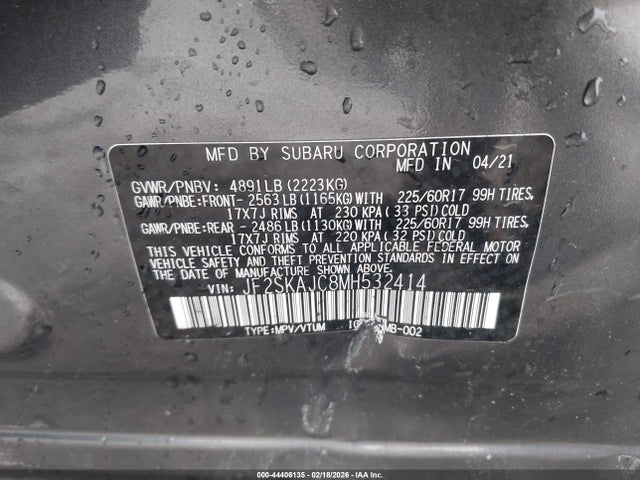 MFD BY SUBARU CORPORATION
MFD IN 04/21
GVWR/PNBV: 4891LB (2223KG)
GAWR/PNBE:FRONT- 2563LB (1165KG)WITH 225/60R17 99H TIRES,
17X7J RIMS AT 230 KPA (33 PSI)COLD
GAWR/PNBE:REAR - 2486LB (1130KG)WITH 225/60R17 99H TIRES,
17X7J RIMS AT 220 KPA (32 PSI)COLD
THIS VEHICLE CONFORMS TO ALL APPLICABLE FEDERAL MOTOR
VEHICLE SAFETY AND THEFT PREVENTION STANDARDS IN EFFECT ON
THE DATE OF MANUFACTURE SHOWN ABOVE.
VIN: JF2SKAJC8MH532414
TYPE:MPV/VTUM
000-44406135 - 02/18/2026 - IAA Inc.